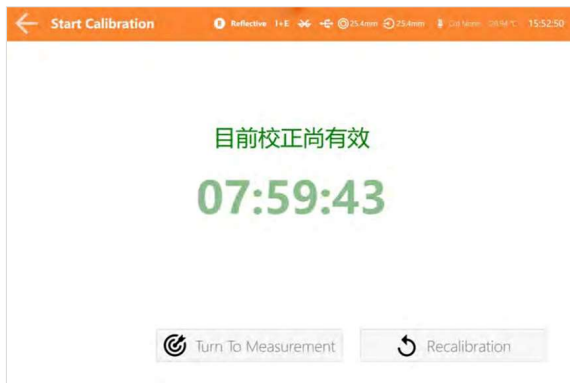 Start Calibration
Reflective I+E 25.4mm 25.4mm 15:52:50
目前校正尚有效
07:59:43
Turn To Measurement Recalibration